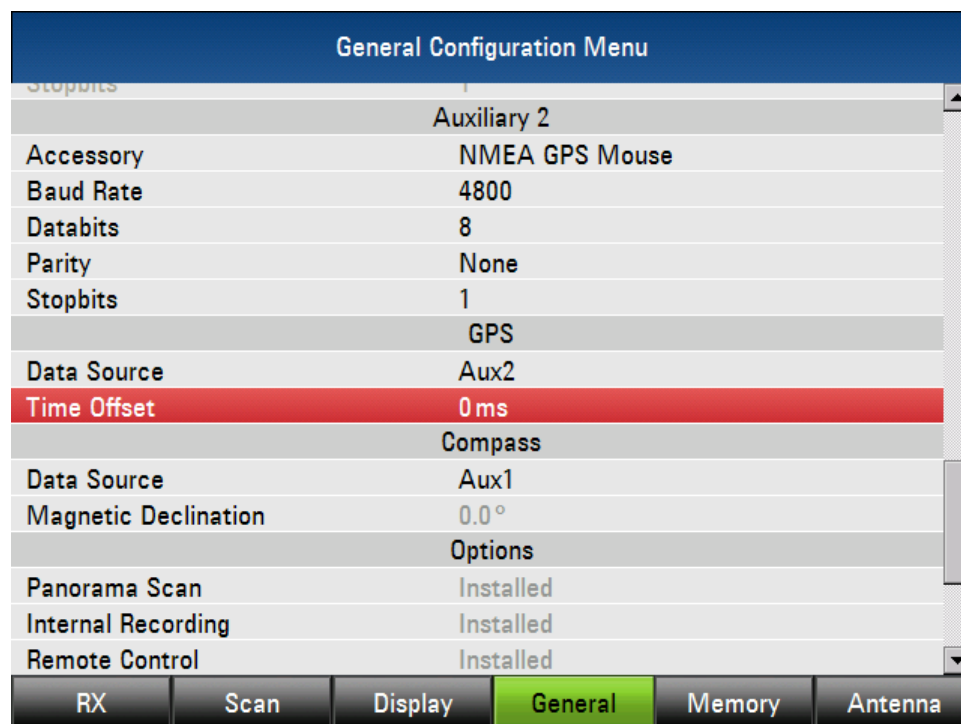 General Configuration Menu
Stopbits 1
Auxiliary 2
Accessory NMEA GPS Mouse
Baud Rate 4800
Databits 8
Parity None
Stopbits 1
GPS
Data Source Aux2
Time Offset 0 ms
Compass
Data Source Aux1
Magnetic Declination 0.0°
Options
Panorama Scan Installed
Internal Recording Installed
Remote Control Installed
RX Scan Display General Memory Antenna